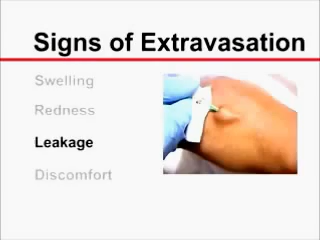 Signs of Extravasation
Swelling
Redness
Leakage
Discomfort